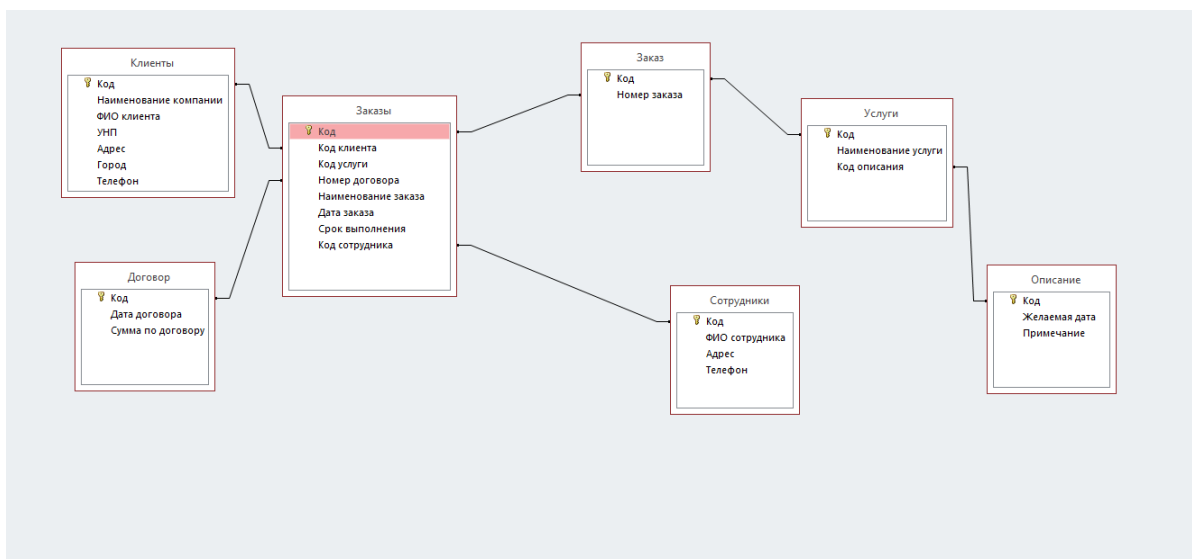 Клиенты
Код
Наименование компании
ФИО клиента
УНП
Адрес
Город
Телефон
Заказы
Код
Код клиента
Код услуги
Номер договора
Наименование заказа
Дата заказа
Срок выполнения
Код сотрудника
Заказ
Код
Номер заказа
Услуги
Код
Наименование услуги
Код описания
Договор
Код
Дата договора
Сумма по договору
Сотрудники
Код
ФИО сотрудника
Адрес
Телефон
Описание
Код
Желаемая дата
Примечание